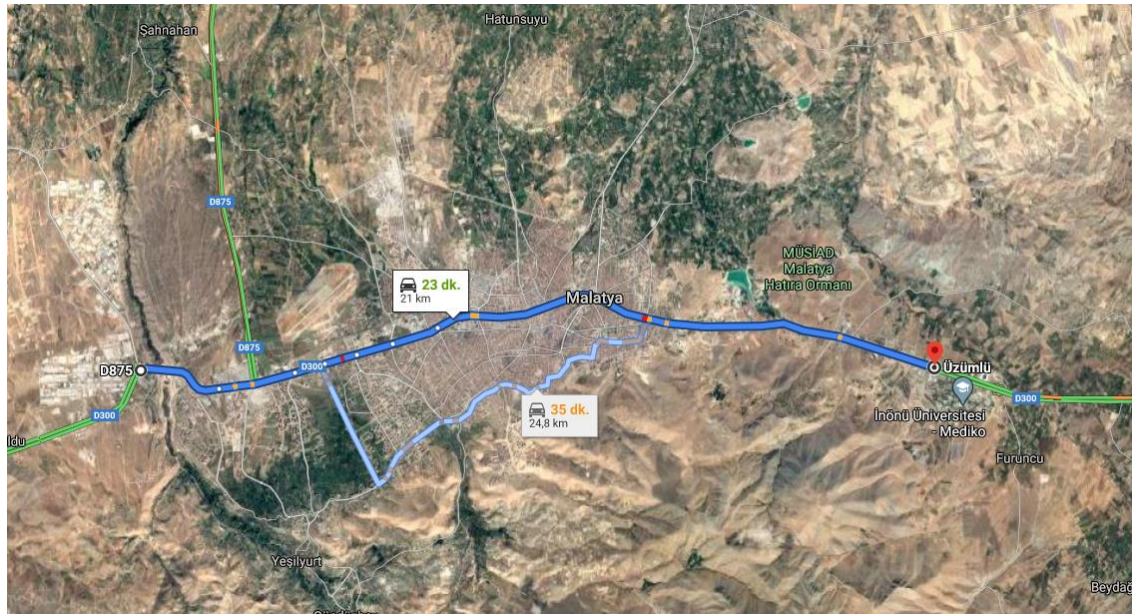 Hatunsuyu
Şahnahan
D875
MÜSİAD
Malatya
Hatıra Ormanı
23 dk.
21 km
Malatya
D875
D300
D875
Üzümlü
35 dk.
24,8 km
D300
D300
İnönü Üniversitesi
- Mediko
Furuncu
Yeşilyurt